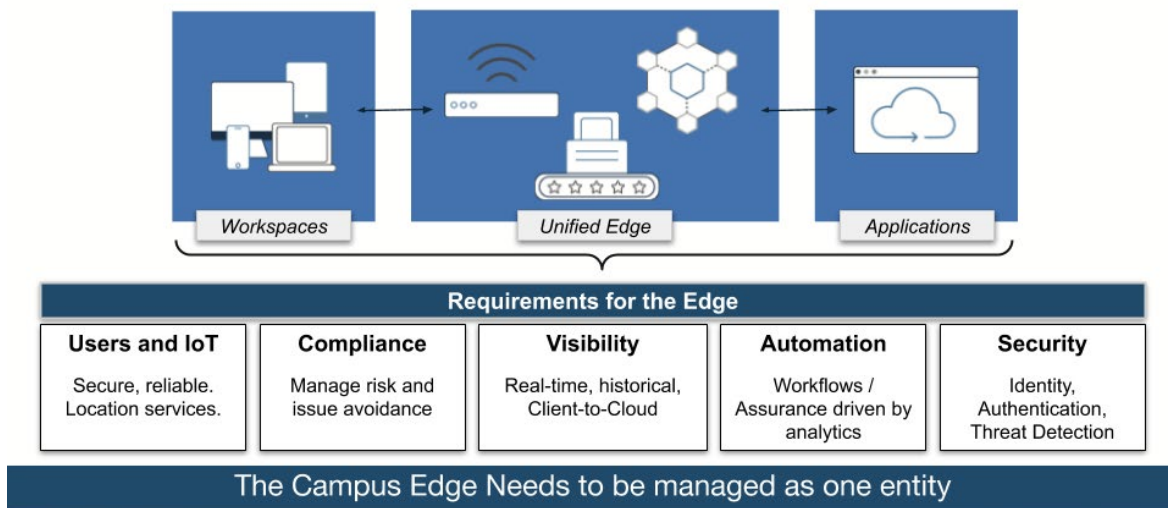 Workspaces
Unified Edge
Applications
Requirements for the Edge
Users and IoT
Secure, reliable.
Location services.
Compliance
Manage risk and
issue avoidance
Visibility
Real-time, historical,
Client-to-Cloud
Automation
Workflows /
Assurance driven by
analytics
Security
Identity,
Authentication,
Threat Detection
The Campus Edge Needs to be managed as one entity